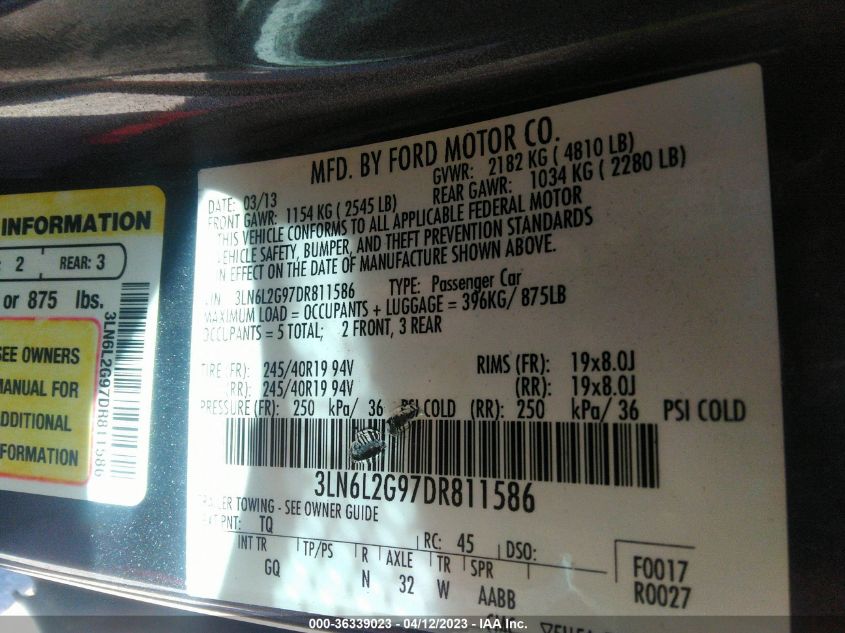 INFORMATION
2 REAR: 3
or 875 lbs.
SEE OWNERS
MANUAL FOR
ADDITIONAL
FORMATION
3LN6L2G97DR811586
MFD. BY FORD MOTOR CO.
DATE: 03/13 GVWR: 2182 KG ( 4810 LB)
FRONT GAWR: 1154 KG ( 2545 LB) REAR GAWR: 1034 KG ( 2280 LB)
THIS VEHICLE CONFORMS TO ALL APPLICABLE FEDERAL MOTOR
VEHICLE SAFETY, BUMPER, AND THEFT PREVENTION STANDARDS
IN EFFECT ON THE DATE OF MANUFACTURE SHOWN ABOVE.
VIN 3LN6L2G97DR811586 TYPE: Passenger Car
MAXIMUM LOAD = OCCUPANTS + LUGGAGE = 396KG/ 875LB
OCCUPANTS = 5 TOTAL; 2 FRONT, 3 REAR
TIRE (FR): 245/40R19 94V RIMS (FR): 19x8.0J
(RR): 245/40R19 94V (RR): 19x8.0J
PRESSURE (FR): 250 kPa/ 36 PSI COLD (RR): 250 kPa/ 36 PSI COLD
3LN6L2G97DR811586
TRAILER TOWING - SEE OWNER GUIDE
EXT PNT: TQ RC: 45 DSO: F0017
INT TR TP/PS R AXLE TR SPR R0027
GQ N 32 W AABB
000-36339023 - 04/12/2023 - IAA Inc.